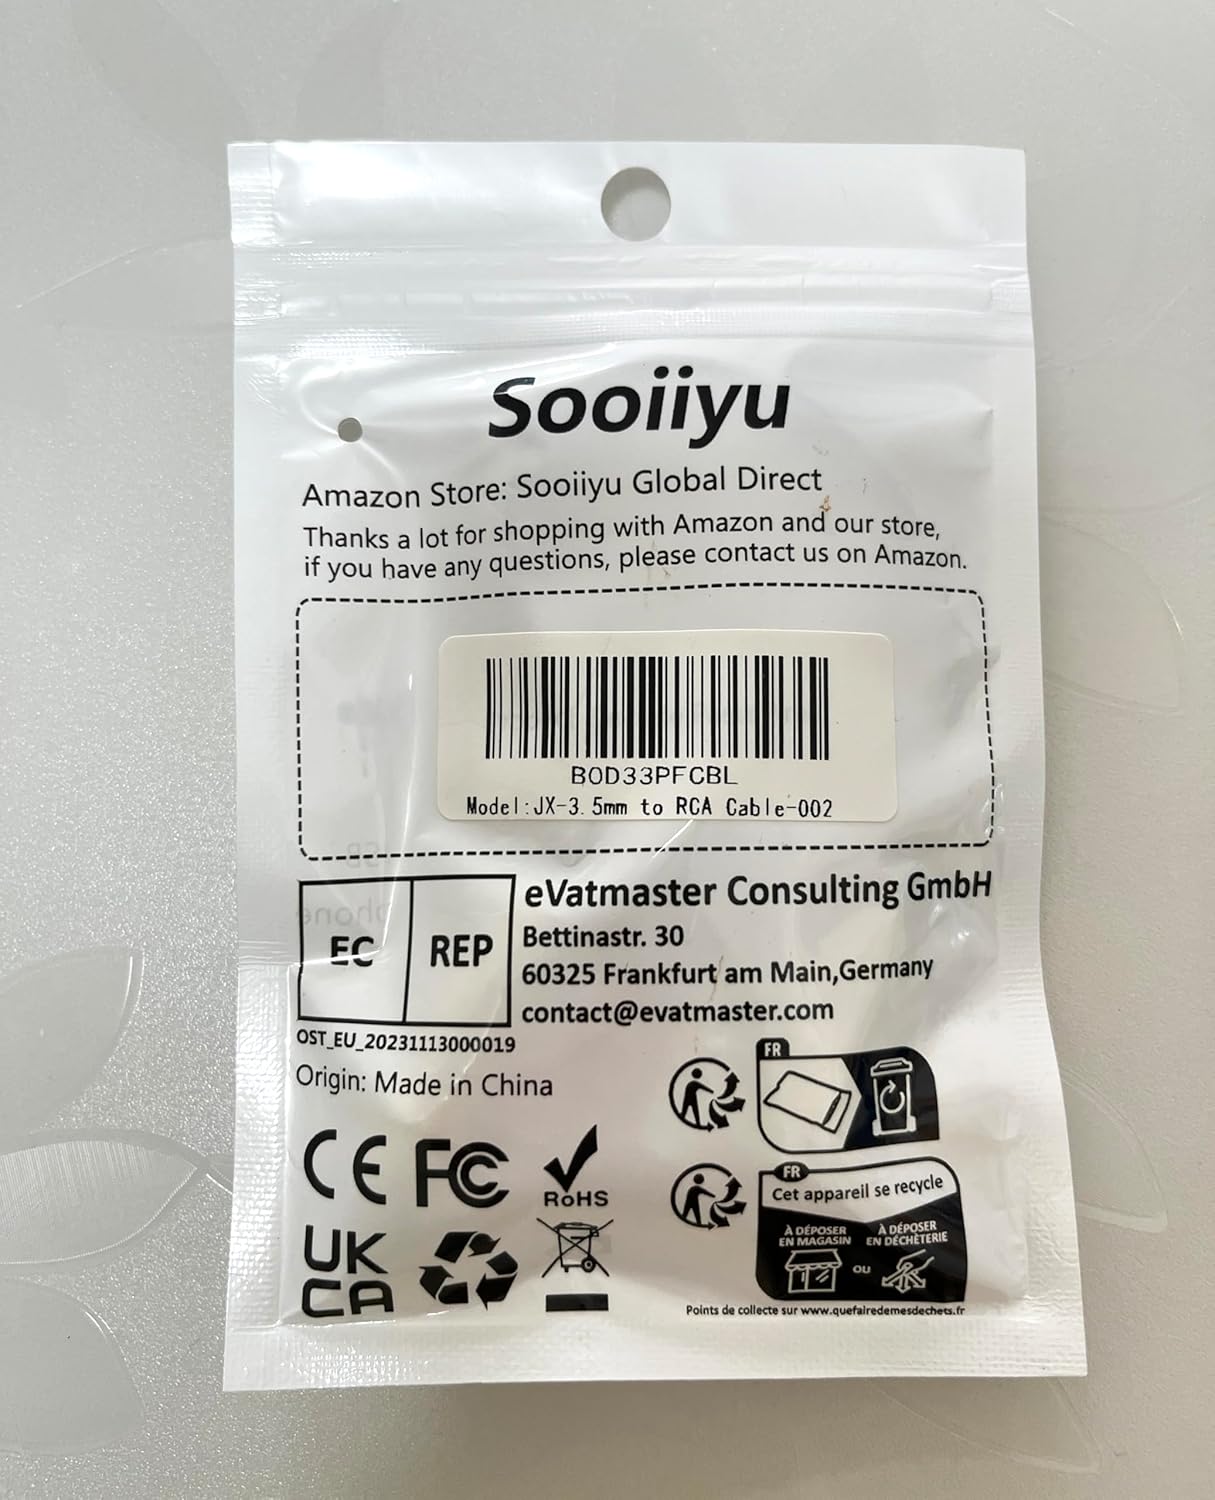 Sooiiyu
Amazon Store: Sooiiyu Global Direct
Thanks a lot for shopping with Amazon and our store,
if you have any questions, please contact us on Amazon.
B0D33PFCBL
Model:JX-3.5mm to RCA Cable-002
EC REP
eVatmaster Consulting GmbH
Bettinastr. 30
60325 Frankfurt am Main,Germany
contact@evatmaster.com
OST_EU_20231113000019
Origin: Made in China
CE FC
RoHS
UK
CA
FR
FR
Cet appareil se recycle
À DÉPOSER
EN MAGASIN
OU
À DÉPOSER
EN DÉCHÈTERIE
Points de collecte sur www.quefairedemesdechets.fr